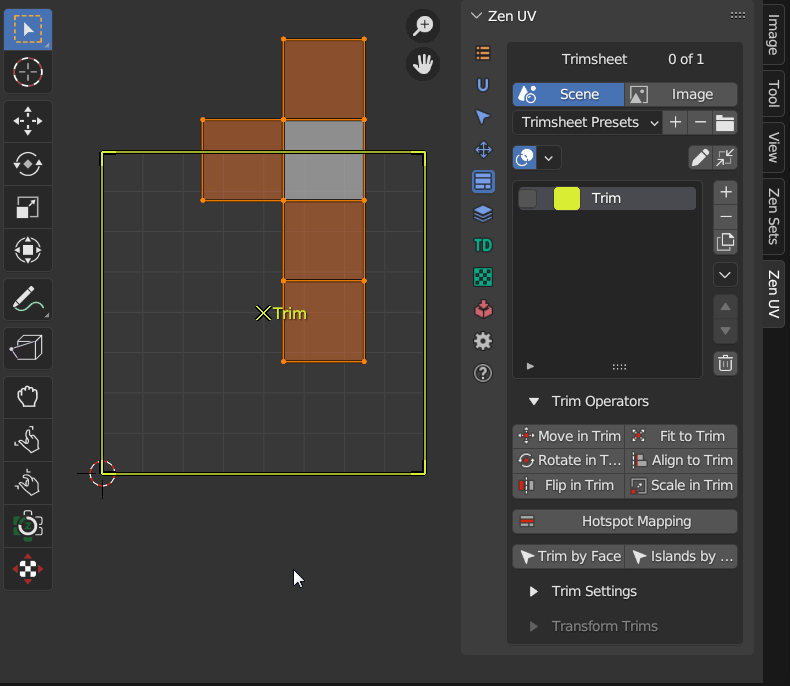 Zen UV
Trimsheet 0 of 1
Scene Image
Trimsheet Presets
Trim
TD
Trim
Trim Operators
Move in Trim Fit to Trim
Rotate in T... Align to Trim
Flip in Trim Scale in Trim
Hotspot Mapping
Trim by Face Islands by ...
Trim Settings
Transform Trims
Image
Tool
View
Zen Sets
Zen UV